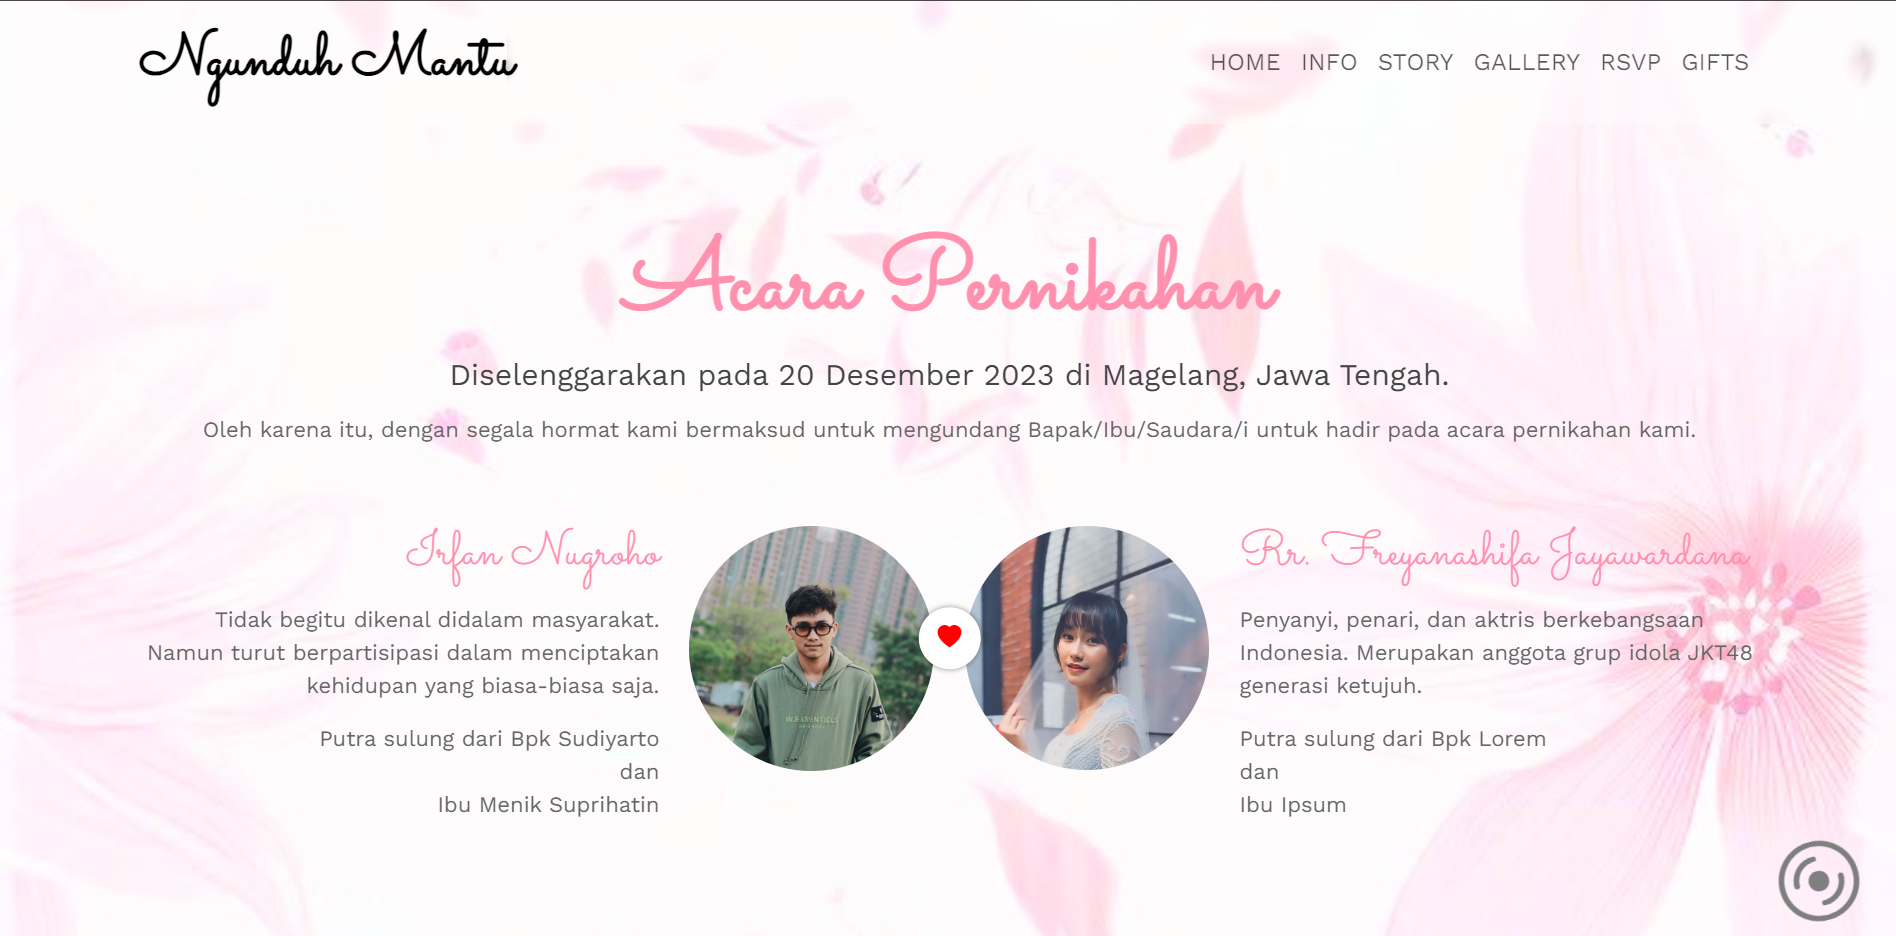 Ngunduh Mantu
HOME INFO STORY GALLERY RSVP GIFTS
Acara Pernikahan
Diselenggarakan pada 20 Desember 2023 di Magelang, Jawa Tengah.
Oleh karena itu, dengan segala hormat kami bermaksud untuk mengundang Bapak/Ibu/Saudara/i untuk hadir pada acara pernikahan kami.
Irfan Nugroho
Tidak begitu dikenal didalam masyarakat.
Namun turut berpartisipasi dalam menciptakan
kehidupan yang biasa-biasa saja.
Putra sulung dari Bpk Sudiyarto
dan
Ibu Menik Suprihatin
Rr. Freyanashifa Jayawardana
Penyanyi, penari, dan aktris berkebangsaan
Indonesia. Merupakan anggota grup idola JKT48
generasi ketujuh.
Putra sulung dari Bpk Lorem
dan
Ibu Ipsum